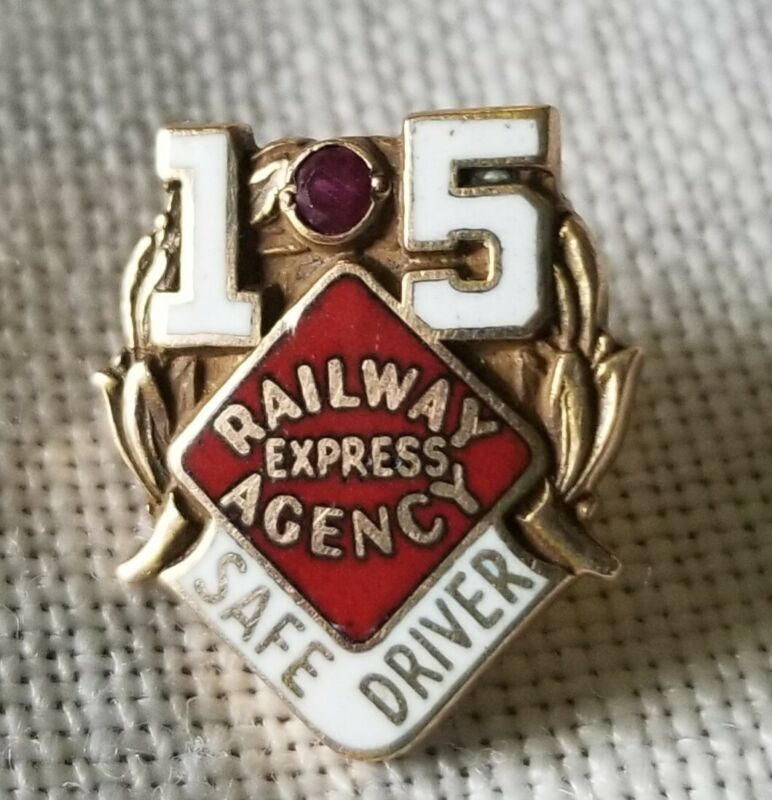 15
RAILWAY
EXPRESS
AGENCY
SAFE DRIVER